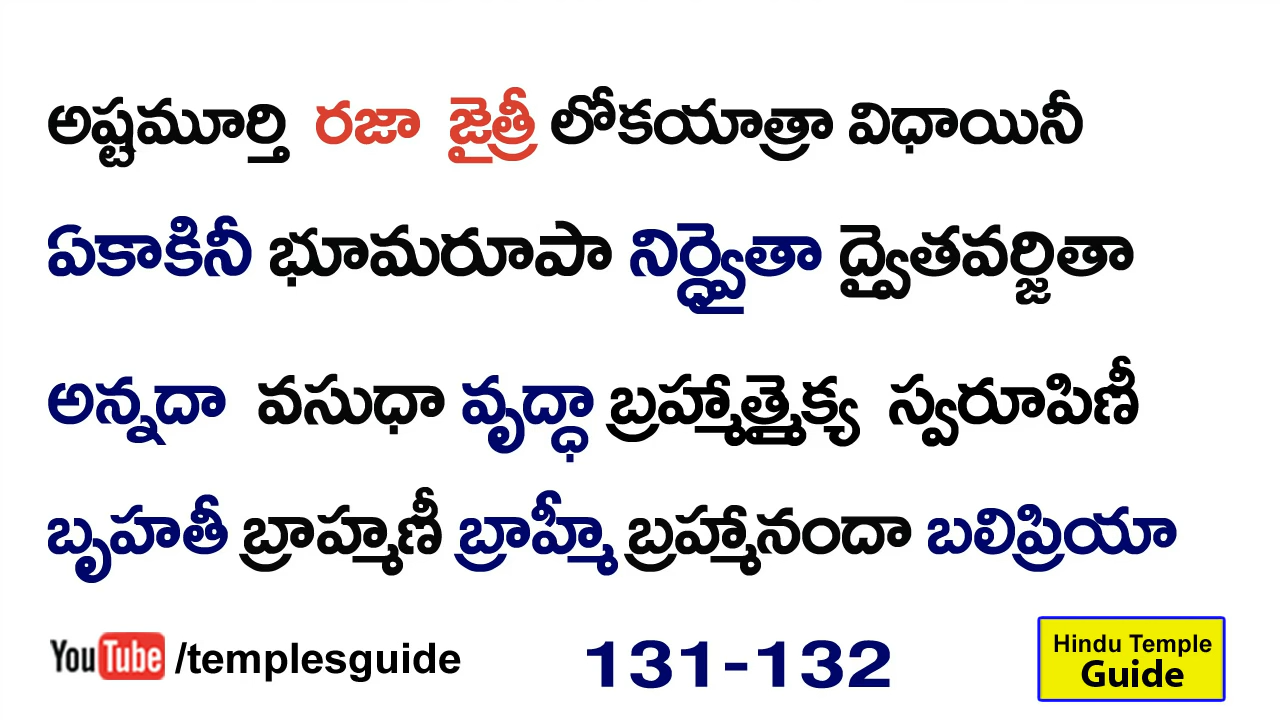 అష్టమూర్తి రజా జైత్రీ లోకయాత్రా విధాయినీ
ఏకాకినీ భూమరూపా నిర్ద్వైతా ద్వైతవర్జితా
అన్నదా వసుధా వృద్ధా బ్రహ్మాత్మైక్య స్వరూపిణీ
బృహతీ బ్రాహ్మణీ బ్రాహ్మీ బ్రహ్మానందా బలిప్రియా
YouTube /templesguide 131-132 Hindu Temple
Guide